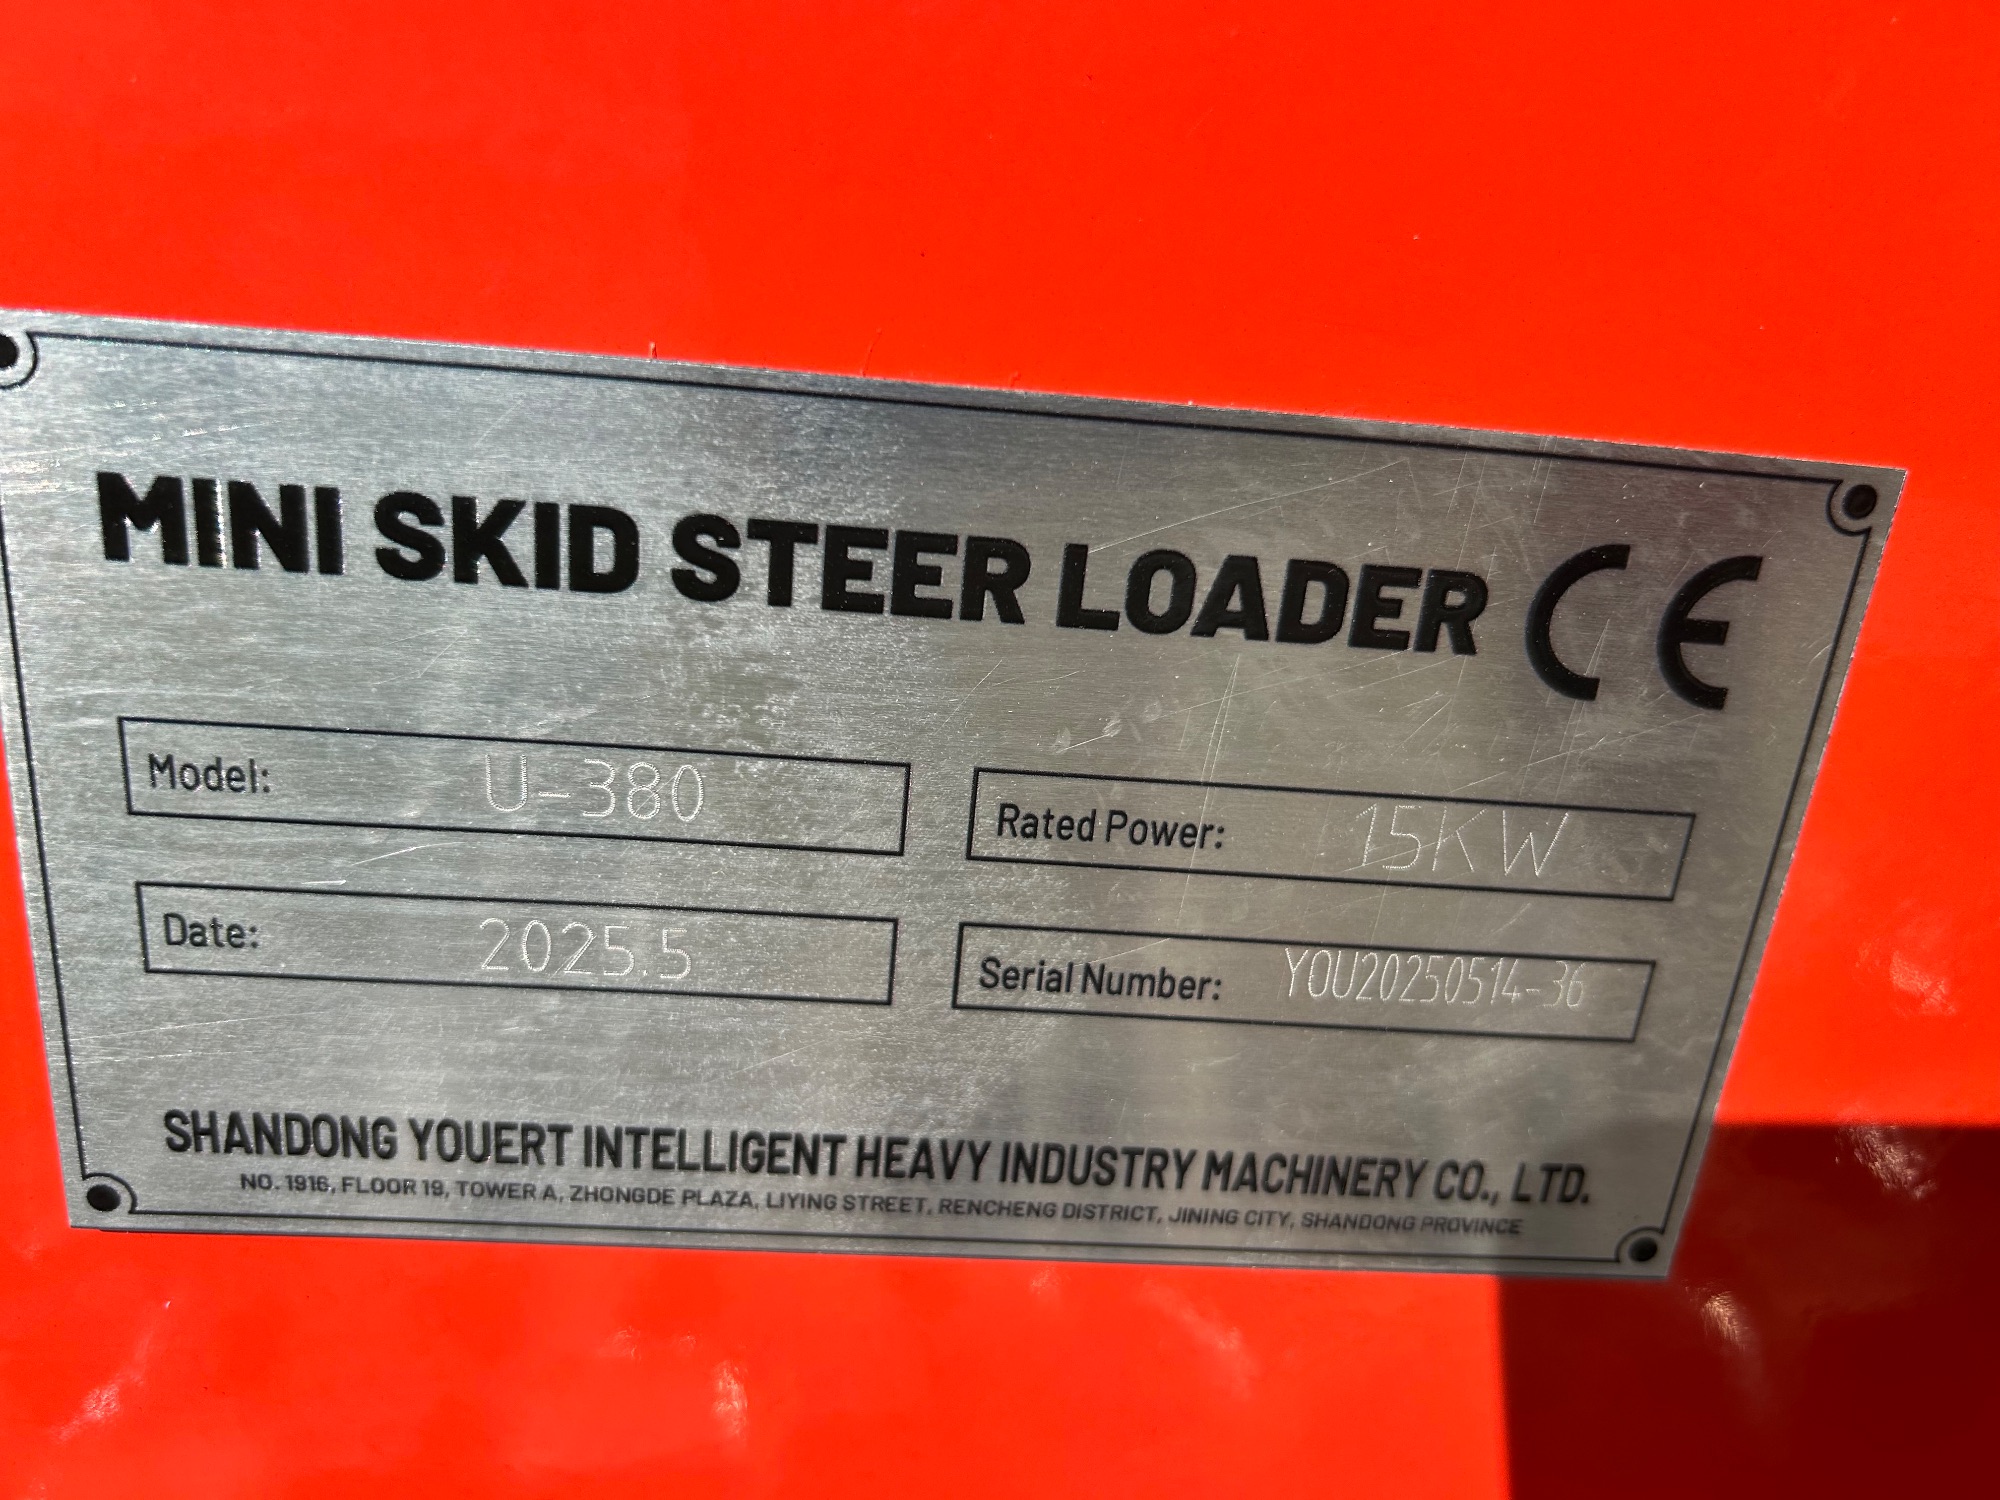 MINI SKID STEER LOADER CE
Model: U-380
Rated Power: 15KW
Date: 2025.5
Serial Number: YOU20250514-36
SHANDONG YOUERT INTELLIGENT HEAVY INDUSTRY MACHINERY CO., LTD.
NO. 1916, FLOOR 19, TOWER A, ZHONGDE PLAZA, LIYING STREET, RENCHENG DISTRICT, JINING CITY, SHANDONG PROVINCE